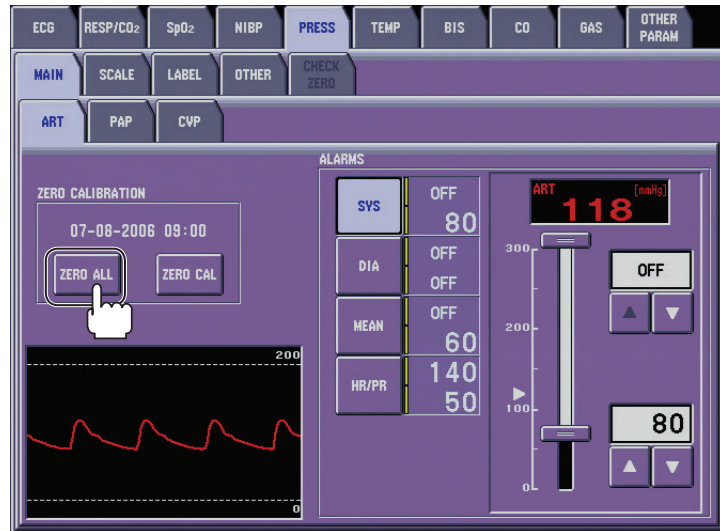 ECG RESP/CO2 SpO2 NIBP PRESS TEMP BIS CO GAS OTHER PARAM
MAIN SCALE LABEL OTHER CHECK ZERO
ART PAP CVP
ALARMS
ZERO CALIBRATION
07-08-2006 09:00
ZERO ALL ZERO CAL
200
0
SYS OFF 80
DIA OFF OFF
MEAN OFF 60
HR/PR 140 50
ART [mmHg]
118
300
200
100
0
OFF
80